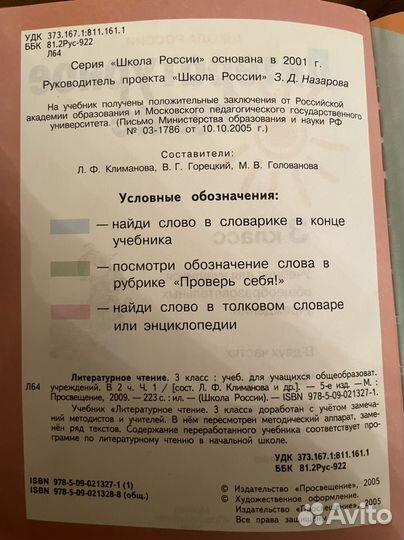 УДК 373.167.1:811.161.1
ББК 81.2Рус-922
Л64
Серия «Школа России» основана в 2001 г.
Руководитель проекта «Школа России» З. Д. Назарова
На учебник получены положительные заключения от Российской
академии образования и Московского педагогического государственного
университета. (Письмо Министерства образования и науки РФ
№ 03-1786 от 10.10.2005 г.)
Составители:
Л. Ф. Климанова, В. Г. Горецкий, М. В. Голованова
Условные обозначения:
— найди слово в словарике в конце
учебника
— посмотри обозначение слова в
рубрике «Проверь себя!»
— найди слово в толковом словаре
или энциклопедии
Литературное чтение. 3 класс : учеб. для учащихся общеобразоват.
Л64 учреждений. В 2 ч. Ч. 1 / [сост. Л. Ф. Климанова и др.]. — 5-е изд. — М. :
Просвещение, 2009. — 223 с. : ил — (Школа России). — ISBN 978-5-09-021327-1.
Учебник «Литературное чтение. 3 класс» доработан с учётом замеча-
ний методистов и учителей. В нём пересмотрен методический аппарат, заме-
нён ряд текстов. Содержание переработанного учебника соответствует про-
грамме по литературному чтению в начальной школе.
УДК 373.167.1:811.161.1
ББК 81.2Рус-922
ISBN 978-5-09-021327-1 (1)
ISBN 978-5-09-021328-8 (общ.)
© Издательство «Просвещение», 2005
© Художественное оформление.
Издательство «Просвещение», 2005
Все права защищены
Avito